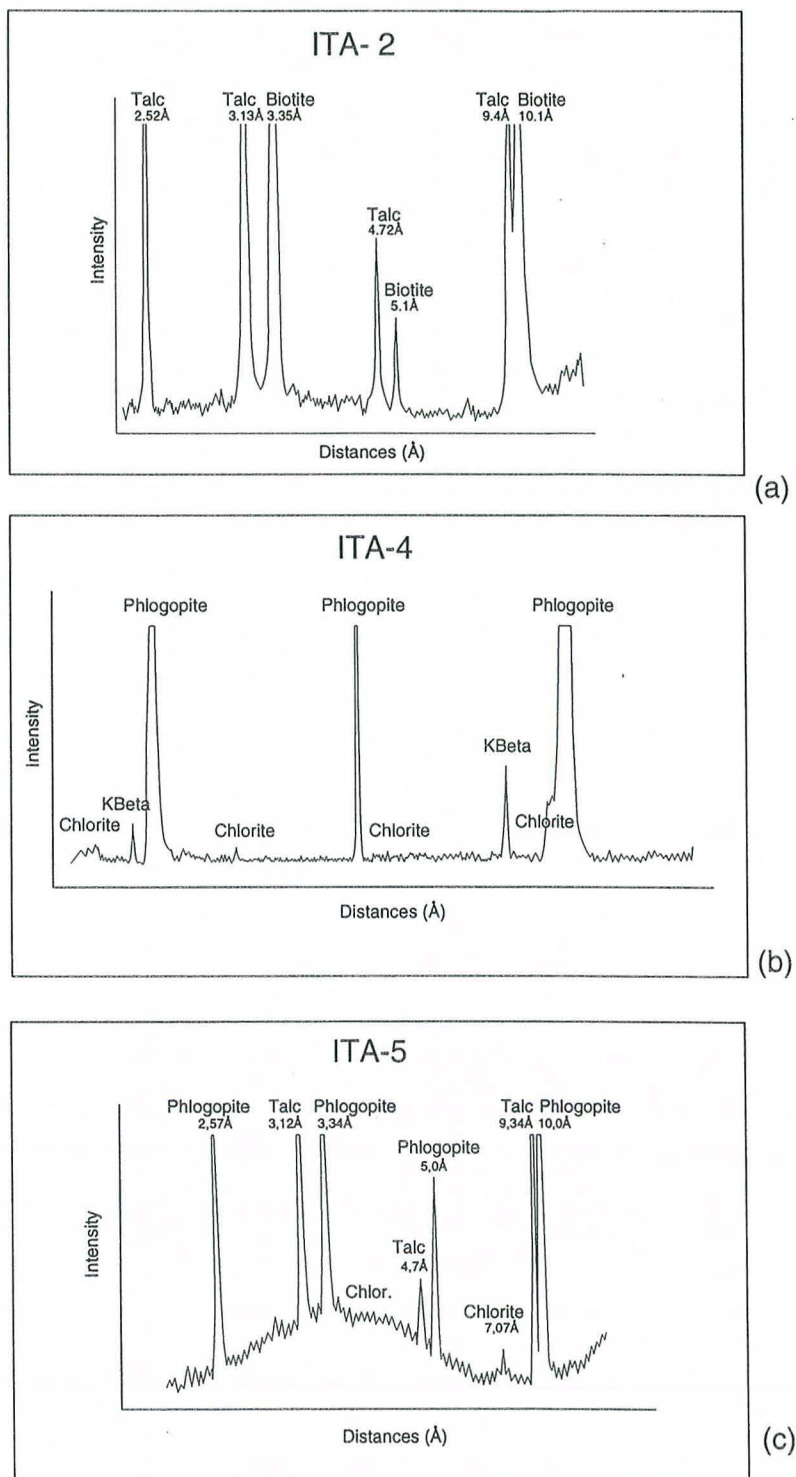 ITA- 2
Talc Talc Biotite Talc Biotite
2.52Å 3.13Å 3.35Å 9.4Å 10.1Å
Talc
4.72Å
Biotite
5.1Å
Intensity
Distances (Å)
(a)
ITA-4
Phlogopite Phlogopite Phlogopite
KBeta
KBeta
Chlorite Chlorite Chlorite Chlorite
Intensity
Distances (Å)
(b)
ITA-5
Phlogopite Talc Phlogopite Talc Phlogopite
2,57Å 3,12Å 3,34Å 9,34Å 10,0Å
Phlogopite
5,0Å
Talc
4,7Å
Chlor.
Chlorite
7,07Å
Intensity
Distances (Å)
(c)